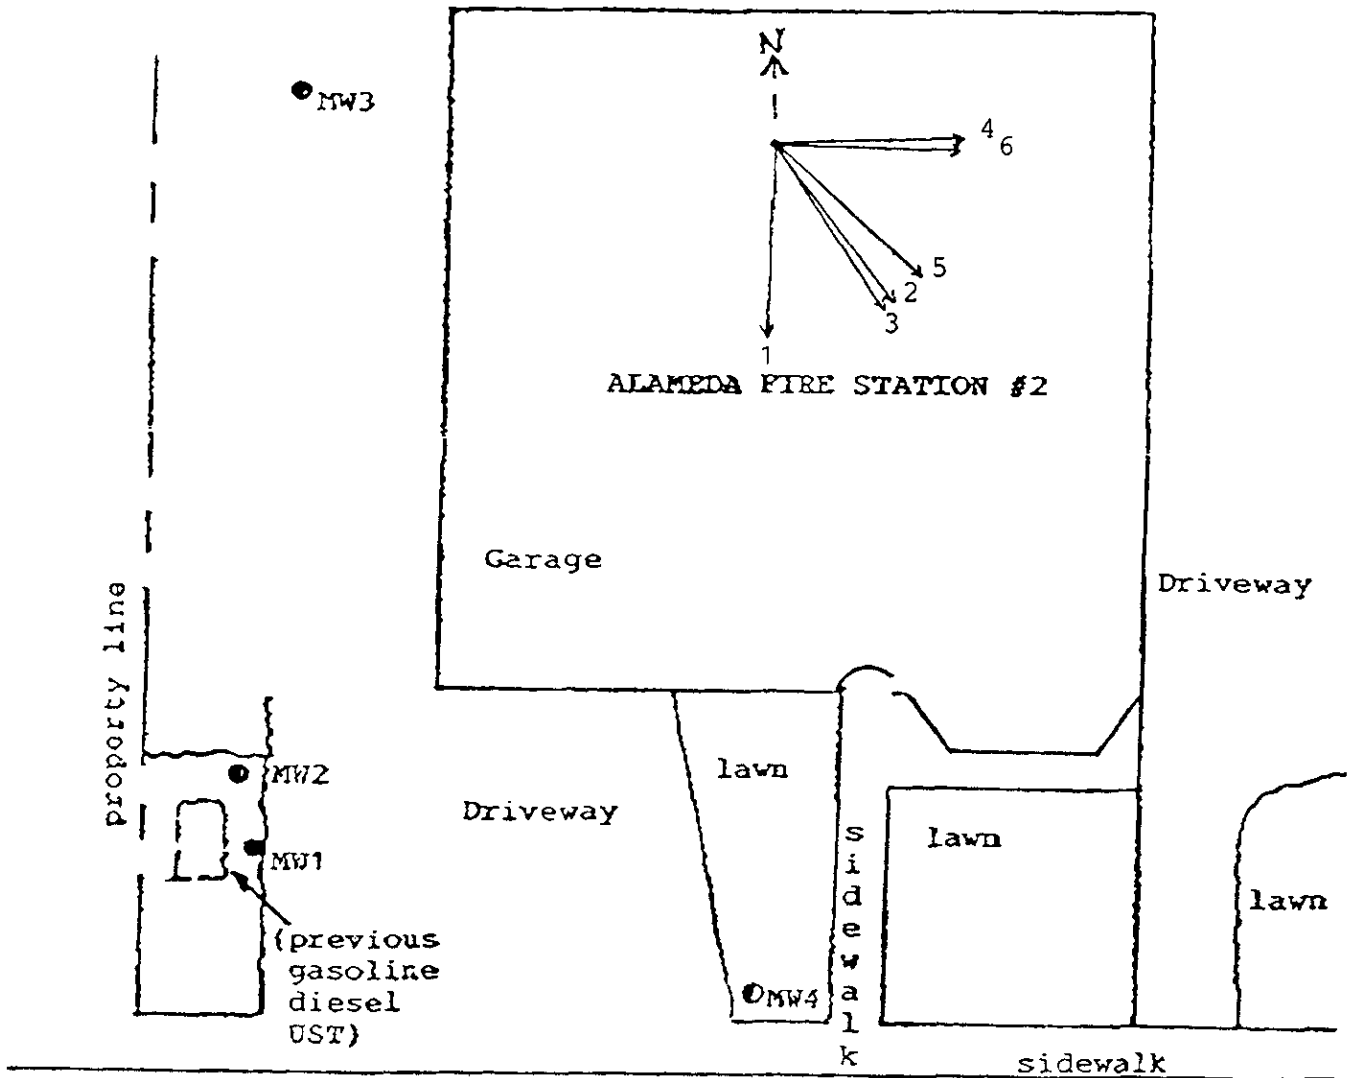 N
MW3
4
6
5
2
3
1
ALAMEDA FIRE STATION #2
Garage
Driveway
property line
MW2
lawn
Driveway
sidewalk
lawn
MW1
lawn
(previous
gasoline
diesel
UST)
MW4
sidewalk